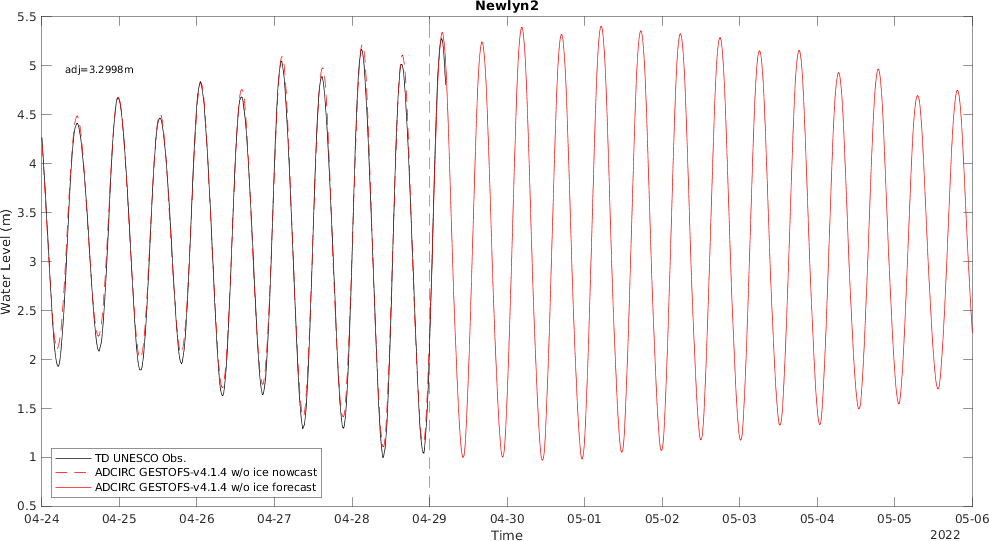 Newlyn2
5.5
5
4.5
4
3.5
3
2.5
2
1.5
1
0.5
Water Level (m)
adj=3.2998m
TD UNESCO Obs.
ADCIRC GESTOFS-v4.1.4 w/o ice nowcast
ADCIRC GESTOFS-v4.1.4 w/o ice forecast
04-24 04-25 04-26 04-27 04-28 04-29 04-30 05-01 05-02 05-03 05-04 05-05 05-06
Time
2022